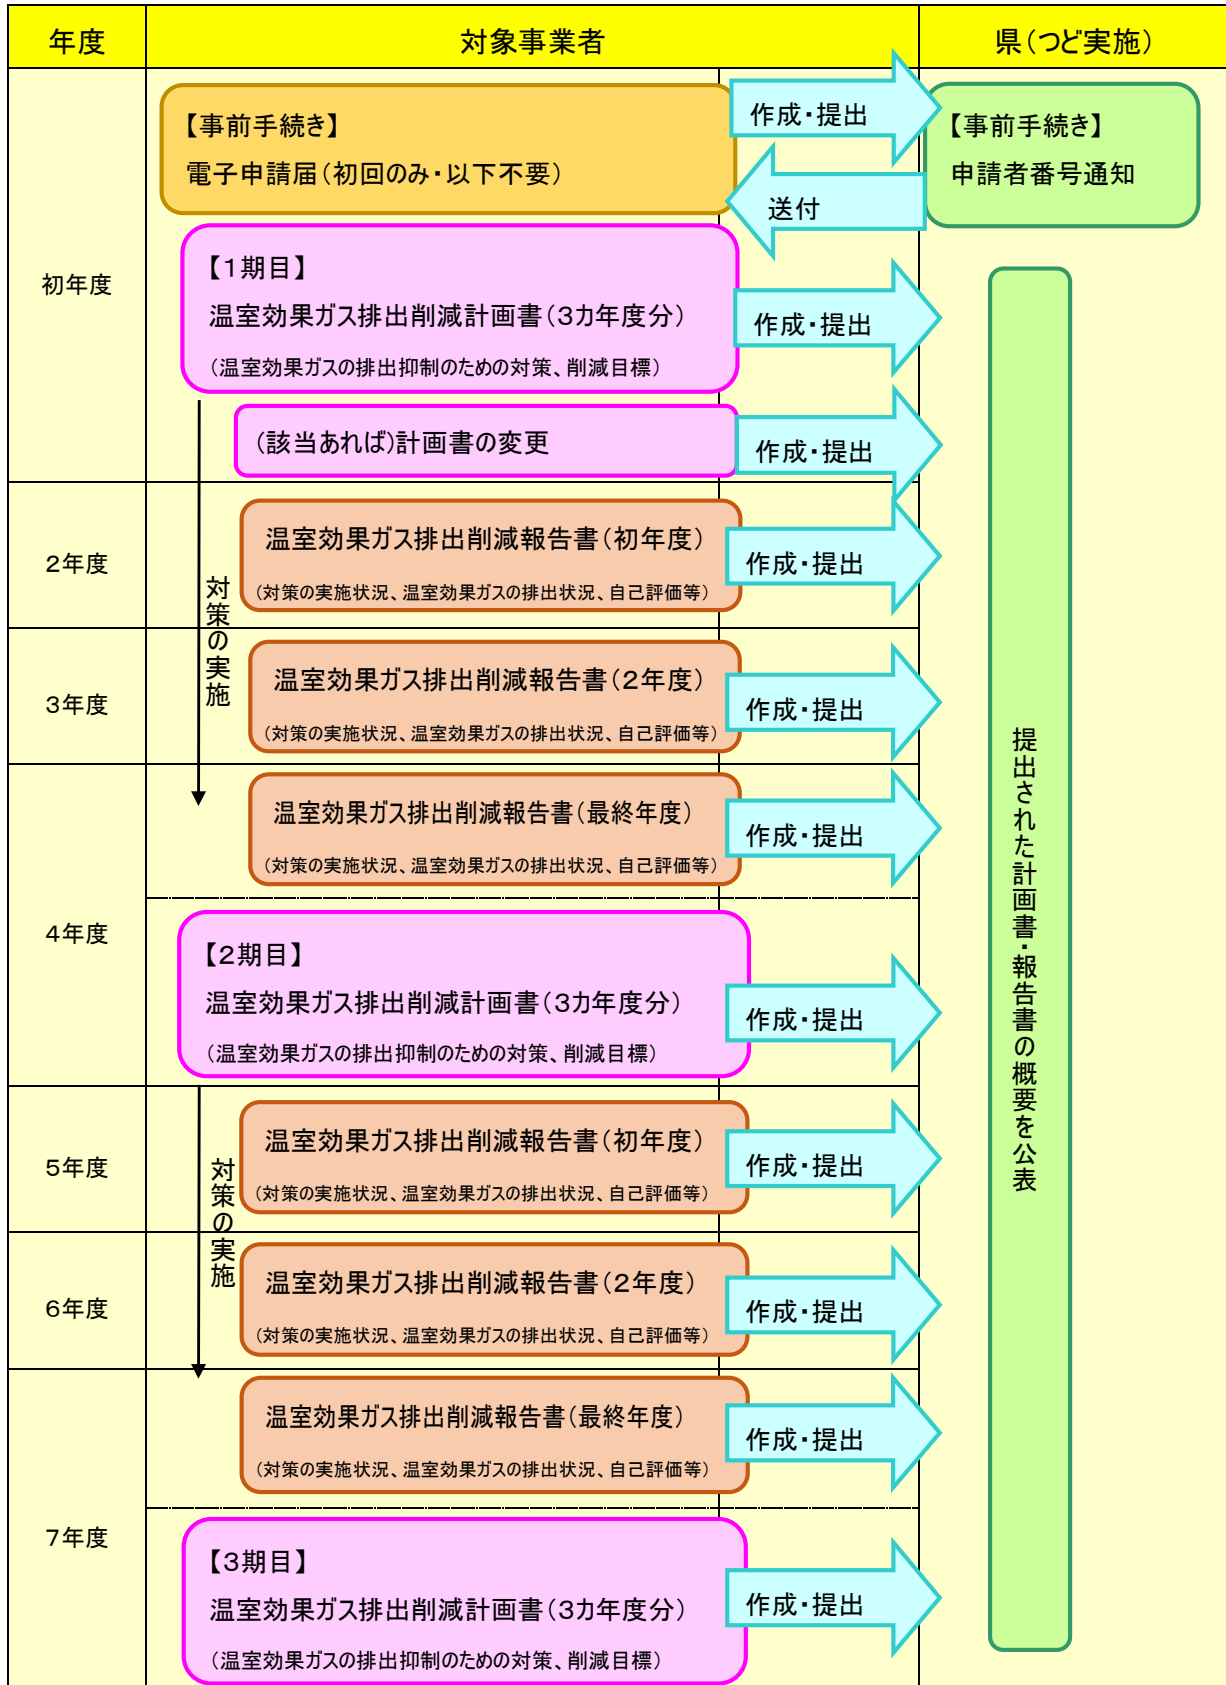 年度
対象事業者
県（つど実施）
初年度
【事前手続き】
電子申請届（初回のみ・以下不要）
作成・提出
【事前手続き】
申請者番号通知
送付
【１期目】
温室効果ガス排出削減計画書（３カ年度分）
（温室効果ガスの排出抑制のための対策、削減目標）
作成・提出
（該当あれば）計画書の変更
作成・提出
対策の実施
２年度
温室効果ガス排出削減報告書（初年度）
（対策の実施状況、温室効果ガスの排出状況、自己評価等）
作成・提出
３年度
温室効果ガス排出削減報告書（２年度）
（対策の実施状況、温室効果ガスの排出状況、自己評価等）
作成・提出
４年度
温室効果ガス排出削減報告書（最終年度）
（対策の実施状況、温室効果ガスの排出状況、自己評価等）
作成・提出
【２期目】
温室効果ガス排出削減計画書（３カ年度分）
（温室効果ガスの排出抑制のための対策、削減目標）
作成・提出
対策の実施
５年度
温室効果ガス排出削減報告書（初年度）
（対策の実施状況、温室効果ガスの排出状況、自己評価等）
作成・提出
６年度
温室効果ガス排出削減報告書（２年度）
（対策の実施状況、温室効果ガスの排出状況、自己評価等）
作成・提出
７年度
温室効果ガス排出削減報告書（最終年度）
（対策の実施状況、温室効果ガスの排出状況、自己評価等）
作成・提出
【３期目】
温室効果ガス排出削減計画書（３カ年度分）
（温室効果ガスの排出抑制のための対策、削減目標）
作成・提出
提出された計画書・報告書の概要を公表